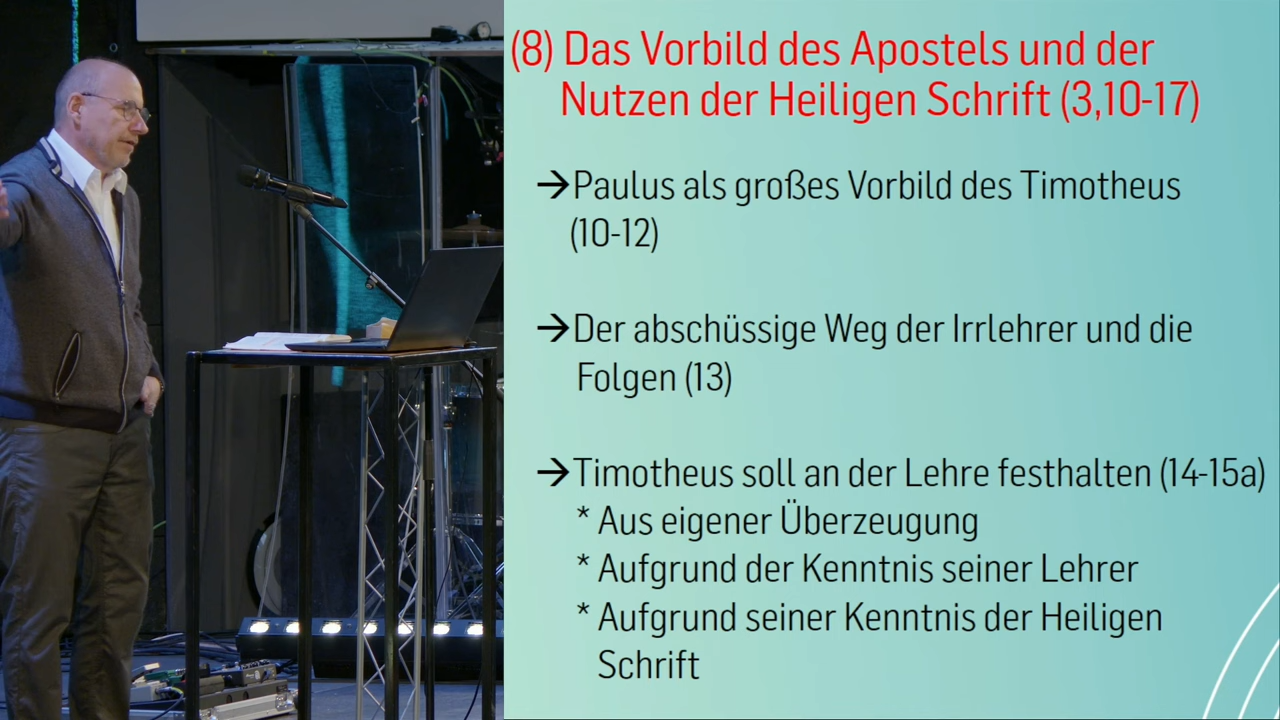 (8) Das Vorbild des Apostels und der
Nutzen der Heiligen Schrift (3,10-17)
→Paulus als großes Vorbild des Timotheus
(10-12)
→Der abschüssige Weg der Irrlehrer und die
Folgen (13)
→Timotheus soll an der Lehre festhalten (14-15a)
* Aus eigener Überzeugung
* Aufgrund der Kenntnis seiner Lehrer
* Aufgrund seiner Kenntnis der Heiligen
Schrift